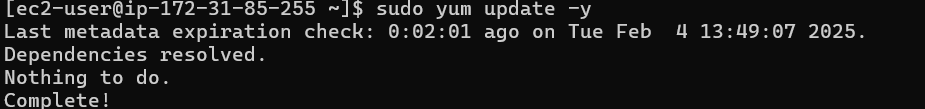 [ec2-user@ip-172-31-85-255 ~]$ sudo yum update -y
Last metadata expiration check: 0:02:01 ago on Tue Feb  4 13:49:07 2025.
Dependencies resolved.
Nothing to do.
Complete!